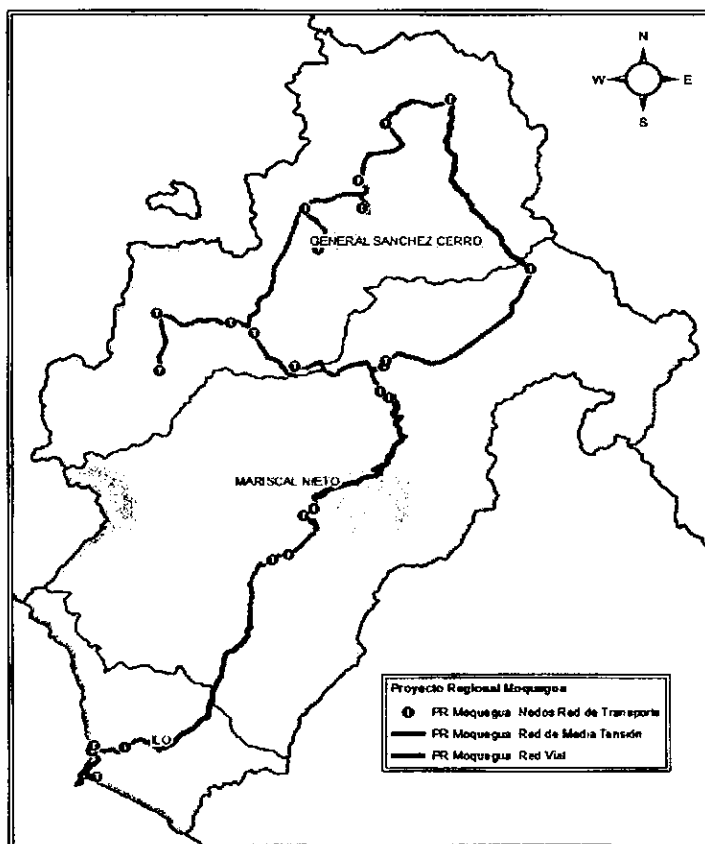 N
W E
S
GENERAL SANCHEZ CERRO
MARISCAL NIETO
ILO
Proyecto Regional Moquegua
PR Moquegua Nodos Red de Transporte
PR Moquegua Red de Media Tensión
PR Moquegua Red Vial